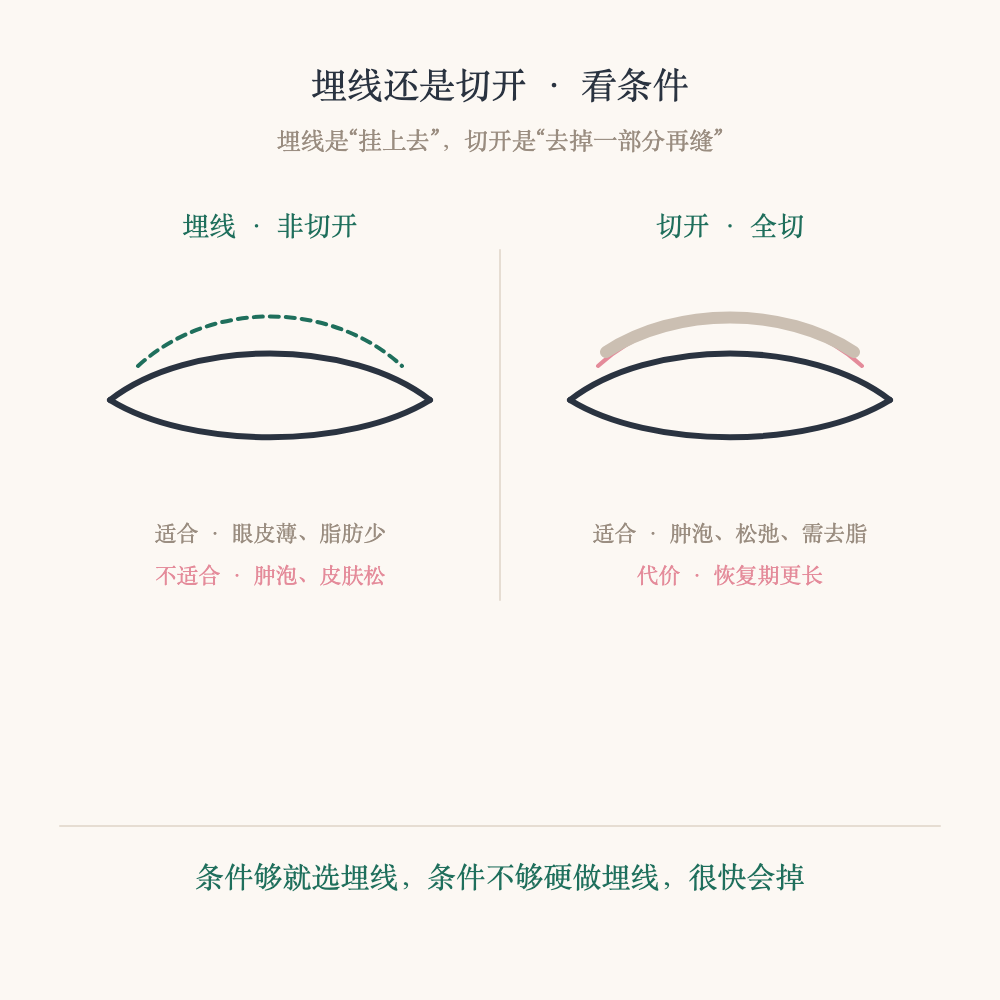 埋线还是切开 · 看条件
埋线是“挂上去”，切开是“去掉一部分再缝”
埋线 · 非切开
适合 · 眼皮薄、脂肪少
不适合 · 肿泡、皮肤松
切开 · 全切
适合 · 肿泡、松弛、需去脂
代价 · 恢复期更长
条件够就选埋线，条件不够硬做埋线，很快会掉